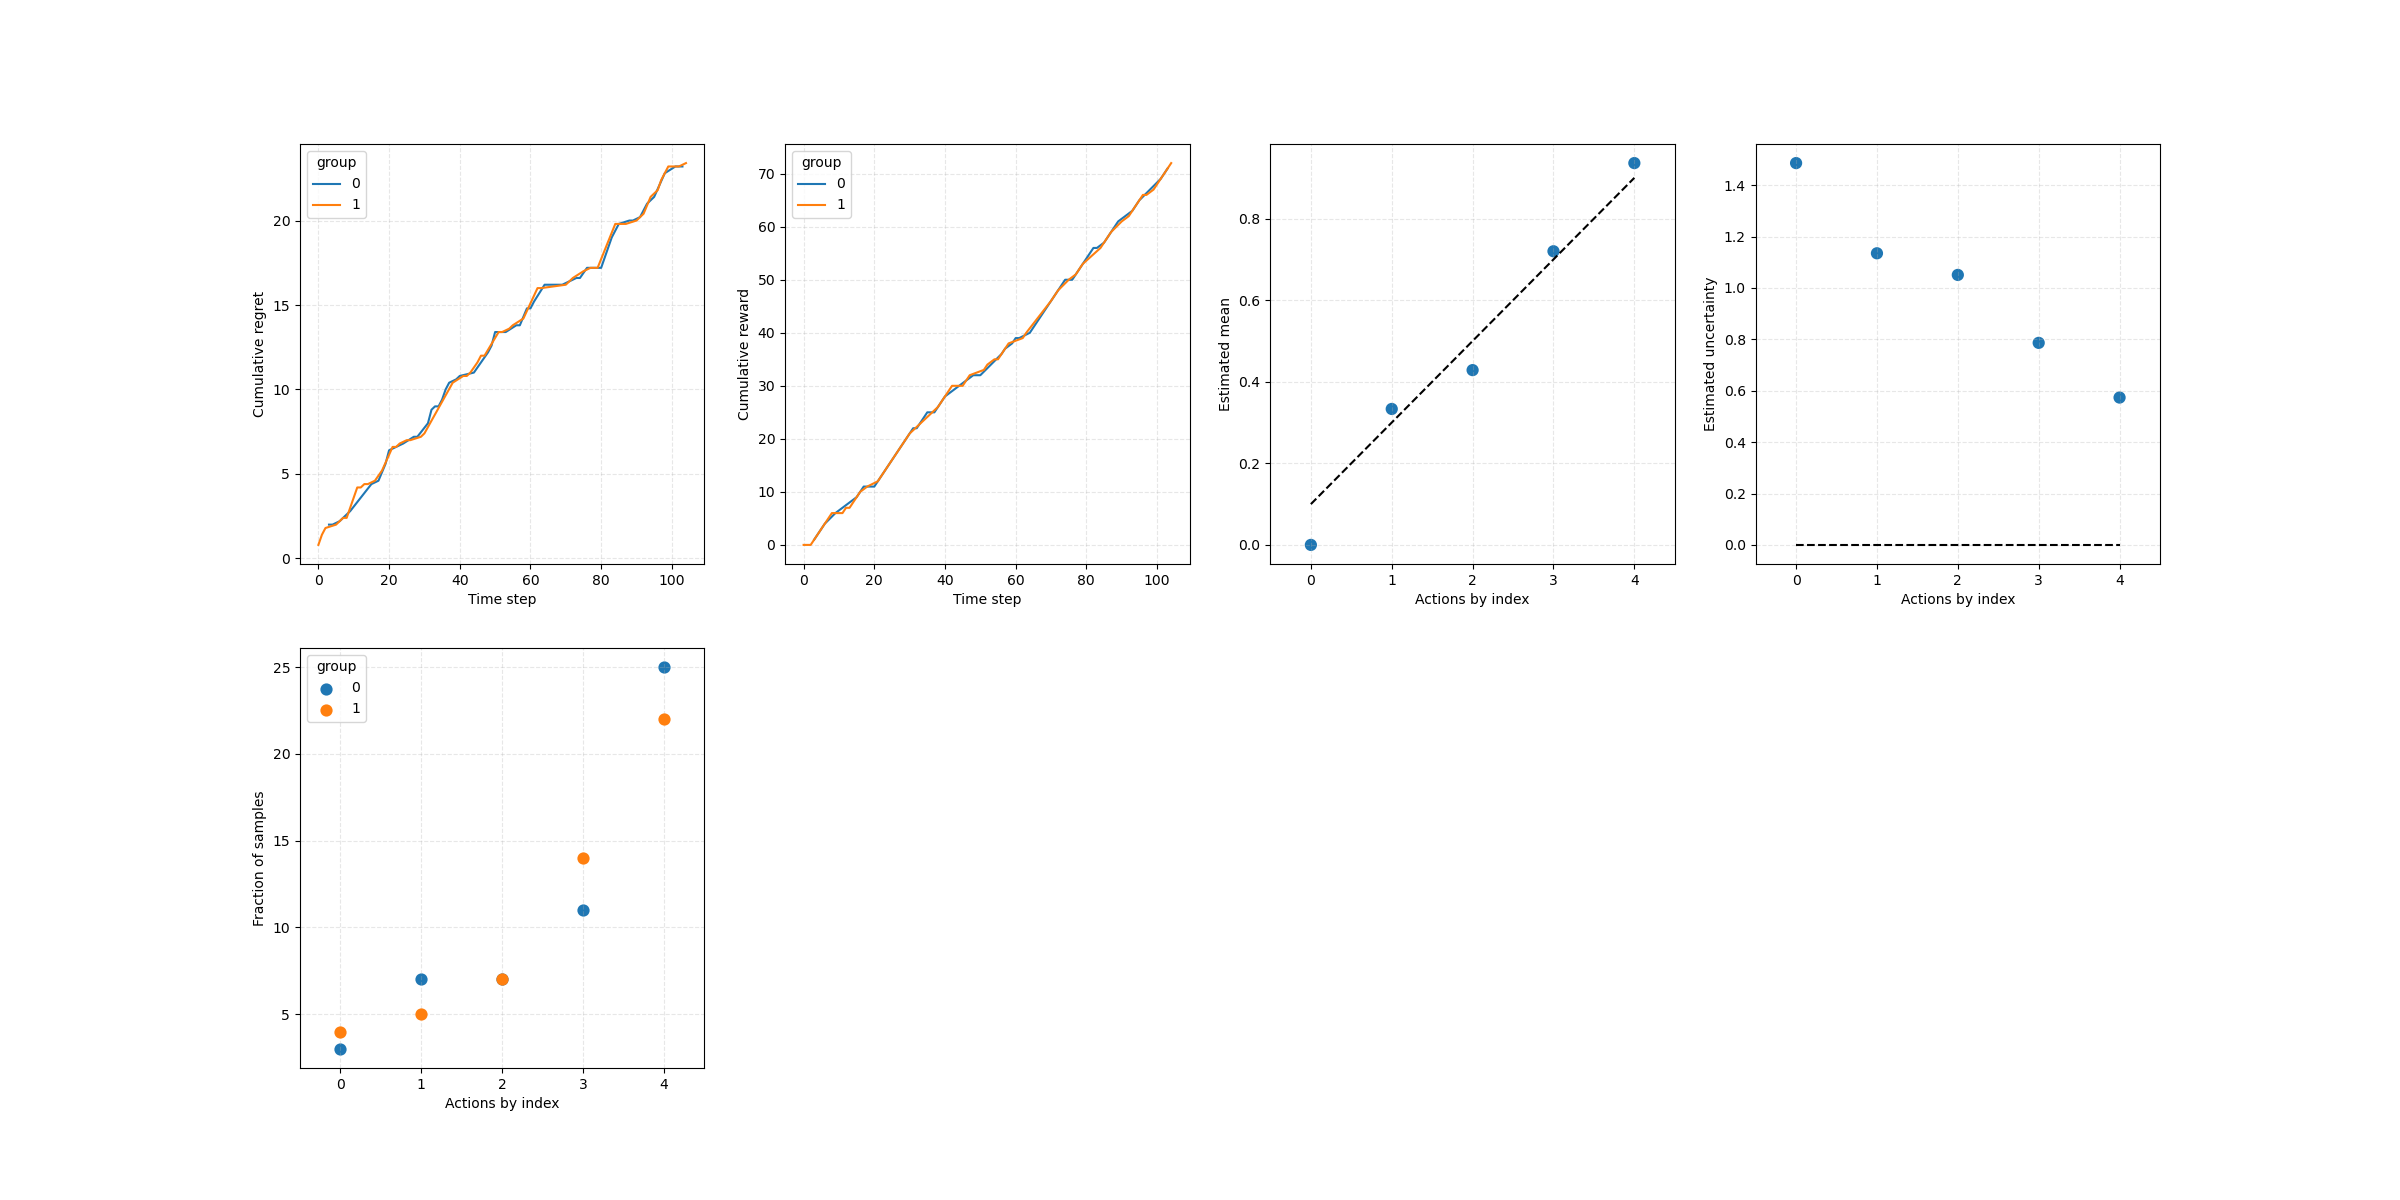 group
0
1
0
5
10
15
20
0 20 40 60 80 100
Cumulative regret
Time step
group
0
1
0
10
20
30
40
50
60
70
0 20 40 60 80 100
Cumulative reward
Time step
0.8
0.6
0.4
0.2
0.0
0 1 2 3 4
Estimated mean
Actions by index
1.4
1.2
1.0
0.8
0.6
0.4
0.2
0.0
0 1 2 3 4
Estimated uncertainty
Actions by index
group
0
1
25
20
15
10
5
0 1 2 3 4
Fraction of samples
Actions by index